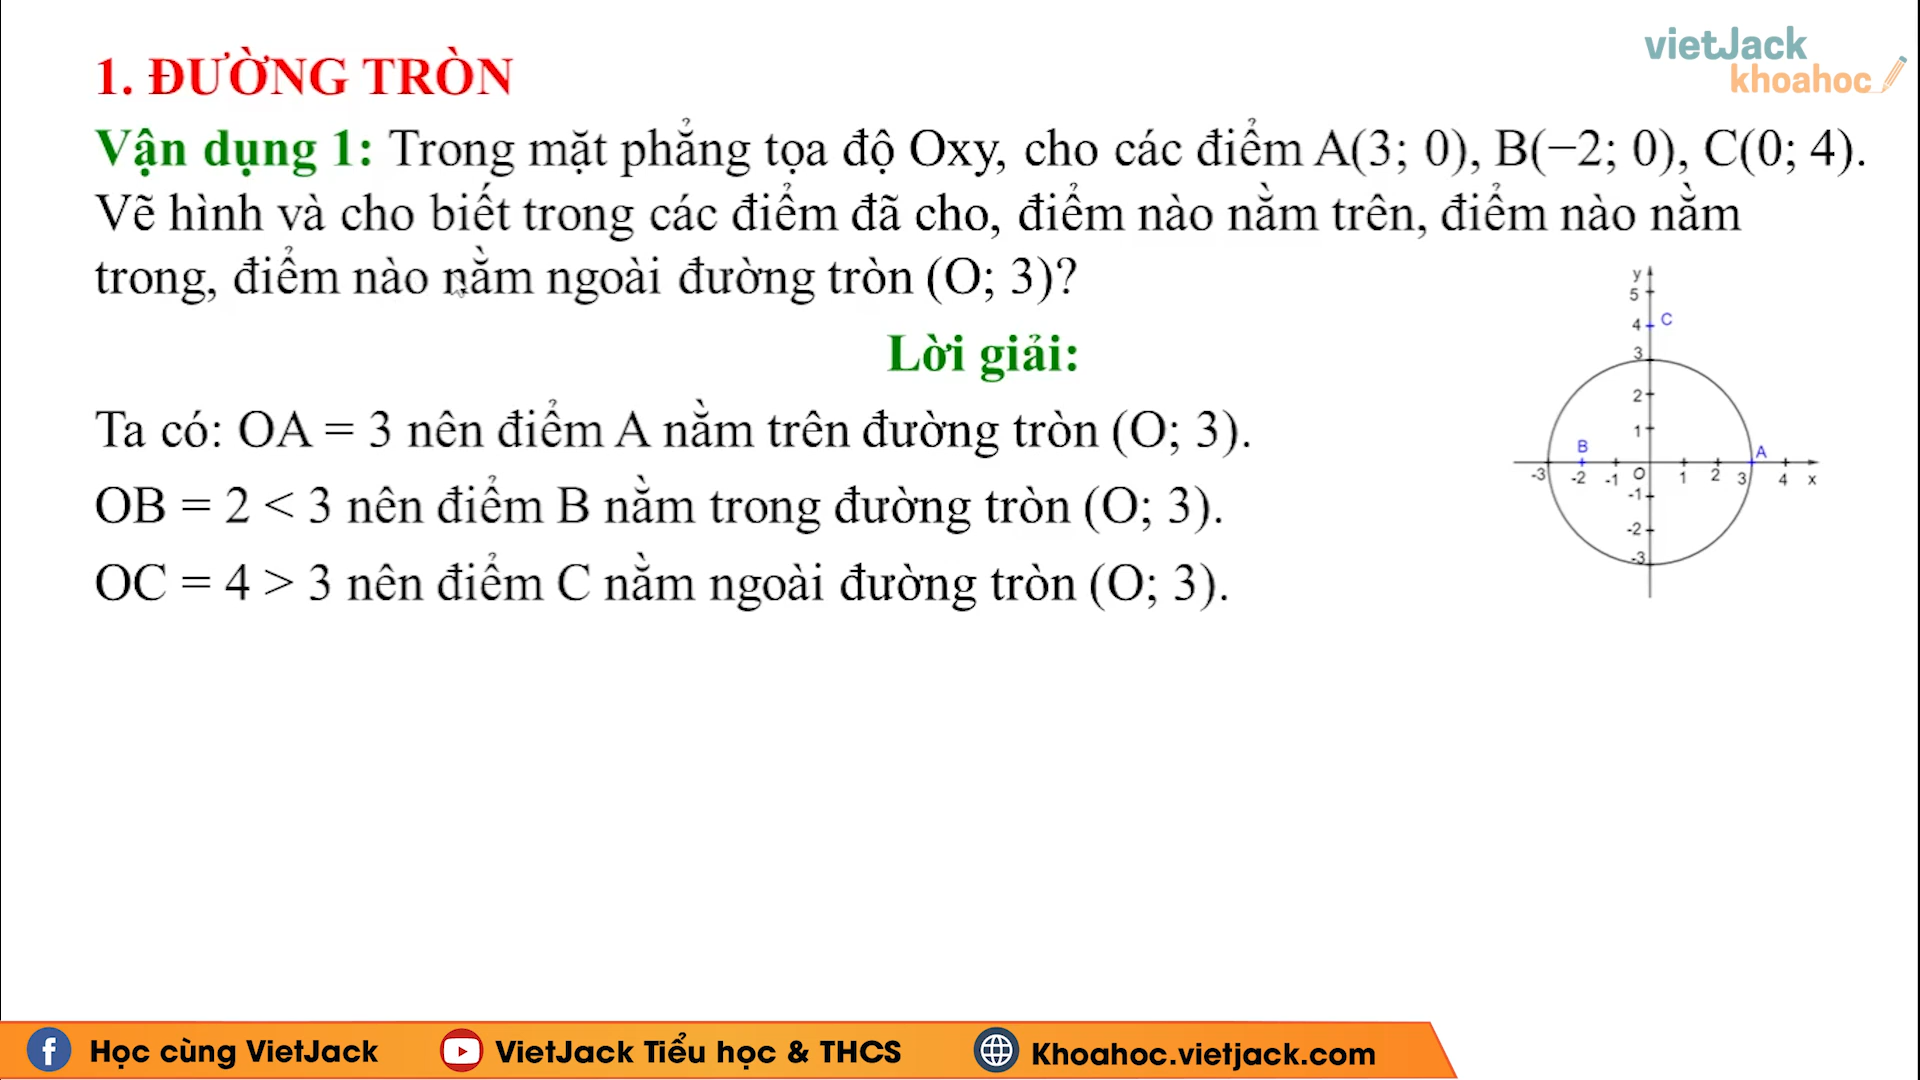 vietJack
khoahoc
1. ĐƯỜNG TRÒN
Vận dụng 1: Trong mặt phẳng tọa độ Oxy, cho các điểm A(3; 0), B(−2; 0), C(0; 4).
Vẽ hình và cho biết trong các điểm đã cho, điểm nào nằm trên, điểm nào nằm
trong, điểm nào nằm ngoài đường tròn (O; 3)?
Lời giải:
Ta có: OA = 3 nên điểm A nằm trên đường tròn (O; 3).
OB = 2 < 3 nên điểm B nằm trong đường tròn (O; 3).
OC = 4 > 3 nên điểm C nằm ngoài đường tròn (O; 3).
y
5
4 C
3
2
1
B A
-3 -2 -1 O 1 2 3 4 x
-1
-2
-3
Học cùng VietJack
VietJack Tiểu học & THCS
Khoahoc.vietjack.com